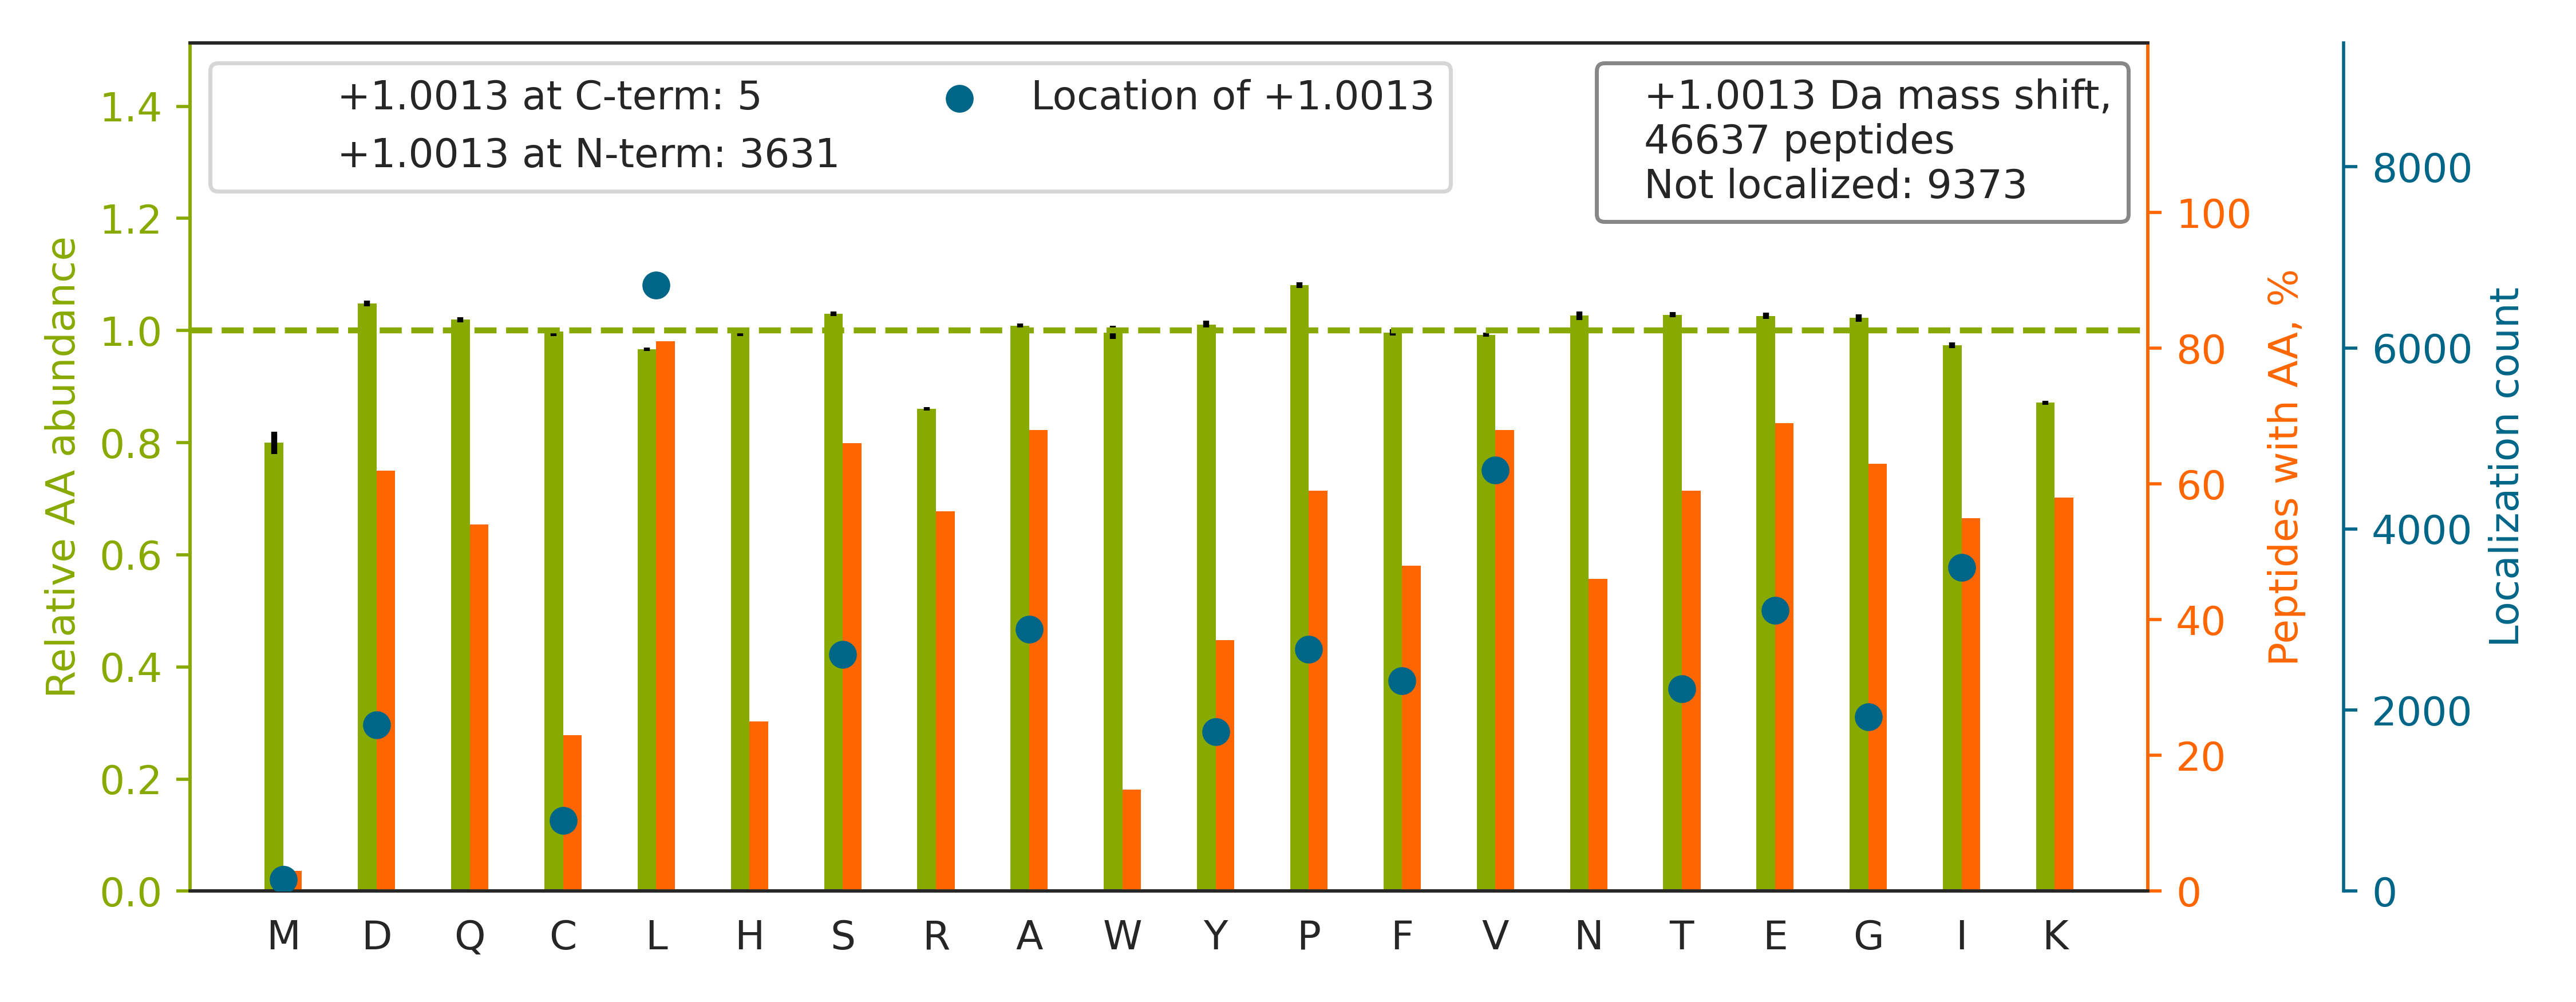 +1.0013 at C-term: 5
+1.0013 at N-term: 3631
Location of +1.0013
+1.0013 Da mass shift,
46637 peptides
Not localized: 9373
Relative AA abundance
1.4
1.2
1.0
0.8
0.6
0.4
0.2
0.0
M D Q C L H S R A W Y P F V N T E G I K
100
80
60
40
20
0
Peptides with AA, %
8000
6000
4000
2000
0
Localization count